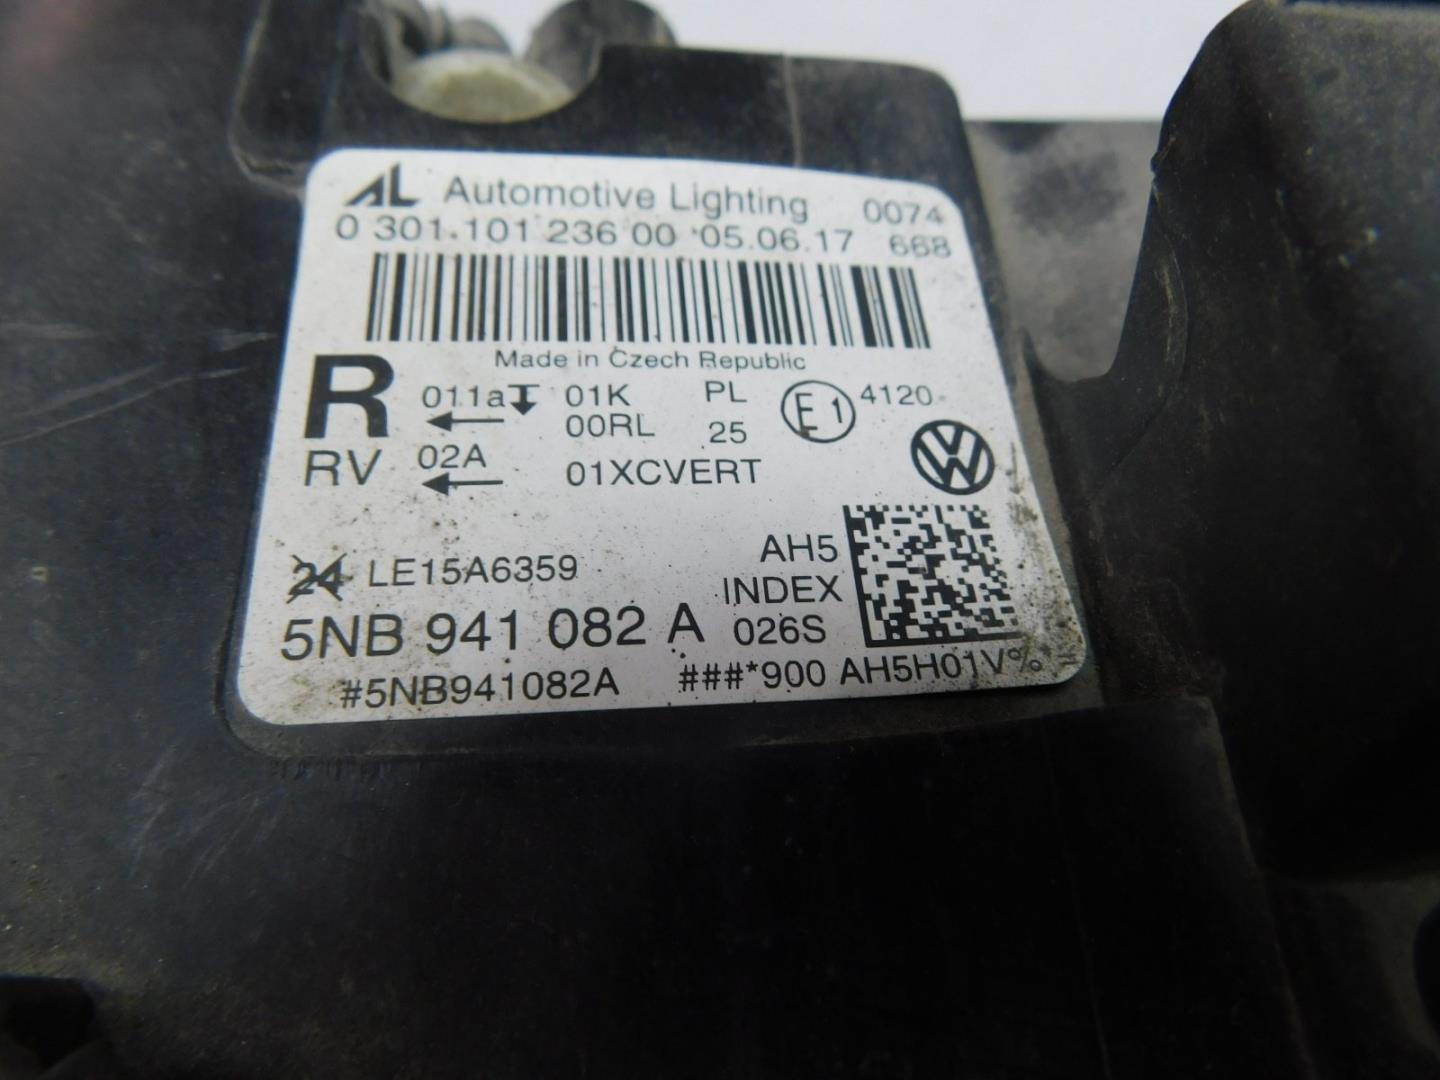 AL Automotive Lighting 0074
0 301.101 236 00 05.06.17 668
Made in Czech Republic
R 011a 01K PL E1 4120
00RL 25
RV 02A 01XCVERT
24 LE15A6359 AH5
INDEX
5NB 941 082 A 026S
#5NB941082A ###*900 AH5H01V%